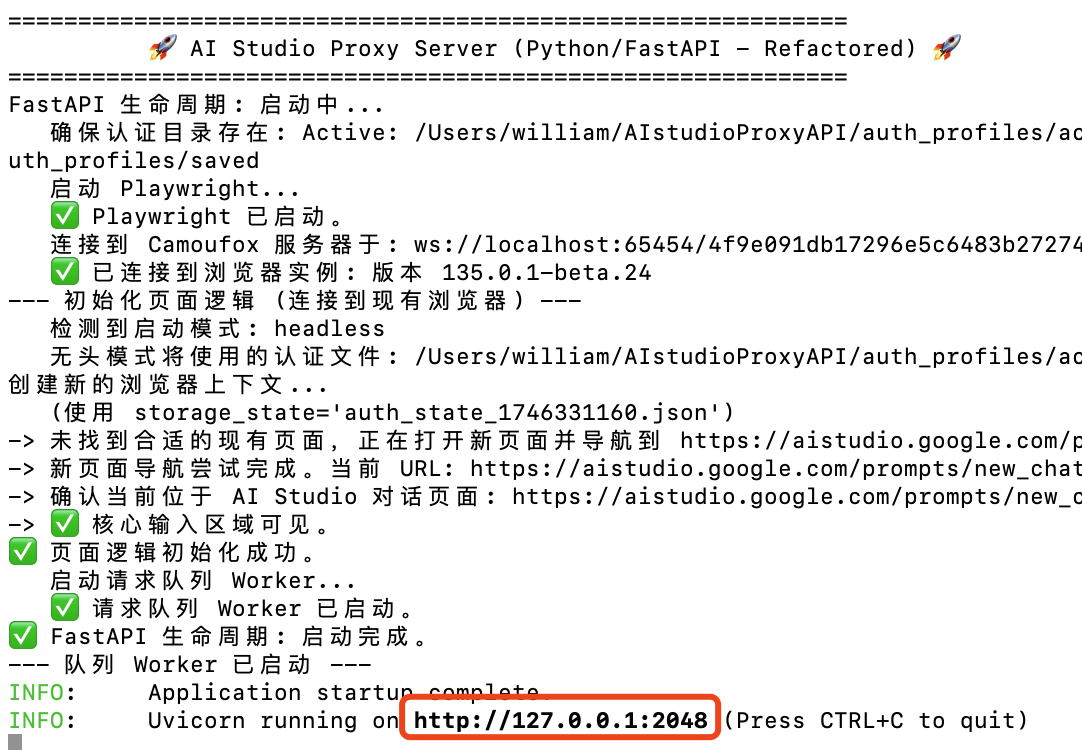 ============================================================
🚀 AI Studio Proxy Server (Python/FastAPI - Refactored) 🚀
============================================================
FastAPI 生命周期: 启动中...
   确保认证目录存在: Active: /Users/william/AIstudioProxyAPI/auth_profiles/ac
uth_profiles/saved
   启动 Playwright...
   ✅ Playwright 已启动。
   连接到 Camoufox 服务器于: ws://localhost:65454/4f9e091db17296e5c6483b27274
   ✅ 已连接到浏览器实例: 版本 135.0.1-beta.24
--- 初始化页面逻辑 (连接到现有浏览器) ---
   检测到启动模式: headless
   无头模式将使用的认证文件: /Users/william/AIstudioProxyAPI/auth_profiles/ac
创建新的浏览器上下文...
   (使用 storage_state='auth_state_1746331160.json')
-> 未找到合适的现有页面, 正在打开新页面并导航到 https://aistudio.google.com/p
-> 新页面导航尝试完成。当前 URL: https://aistudio.google.com/prompts/new_chat
-> 确认当前位于 AI Studio 对话页面: https://aistudio.google.com/prompts/new_c
-> ✅ 核心输入区域可见。
✅ 页面逻辑初始化成功。
   启动请求队列 Worker...
   ✅ 请求队列 Worker 已启动。
✅ FastAPI 生命周期: 启动完成。
--- 队列 Worker 已启动 ---
INFO:     Application startup complete.
INFO:     Uvicorn running on http://127.0.0.1:2048 (Press CTRL+C to quit)